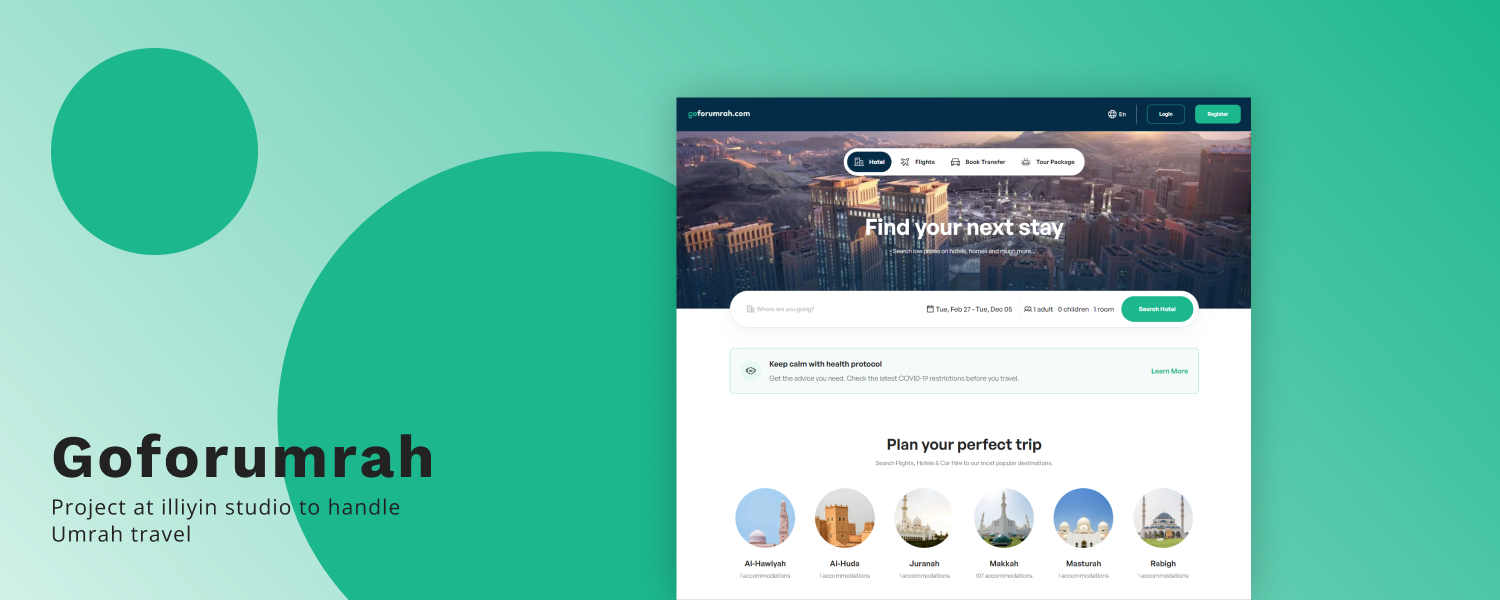 Goforumrah
Project at illiyin studio to handle
Umrah travel
goforumrah.com
En
Login
Register
Hotel
Flights
Book Transfer
Tour Package
Find your next stay
Search low prices on hotels, homes and much more...
Where are you going?
Tue, Feb 27 - Tue, Dec 05
1 adult 0 children 1 room
Search Hotel
Keep calm with health protocol
Get the advice you need. Check the latest COVID-19 restrictions before you travel.
Learn More
Plan your perfect trip
Search Flights, Hotels & Car Hire to our most popular destinations.
Al-Hawiyah
1 accommodations
Al-Huda
1 accommodations
Juranah
1 accommodations
Makkah
107 accommodations
Masturah
1 accommodations
Rabigh
1 accommodations